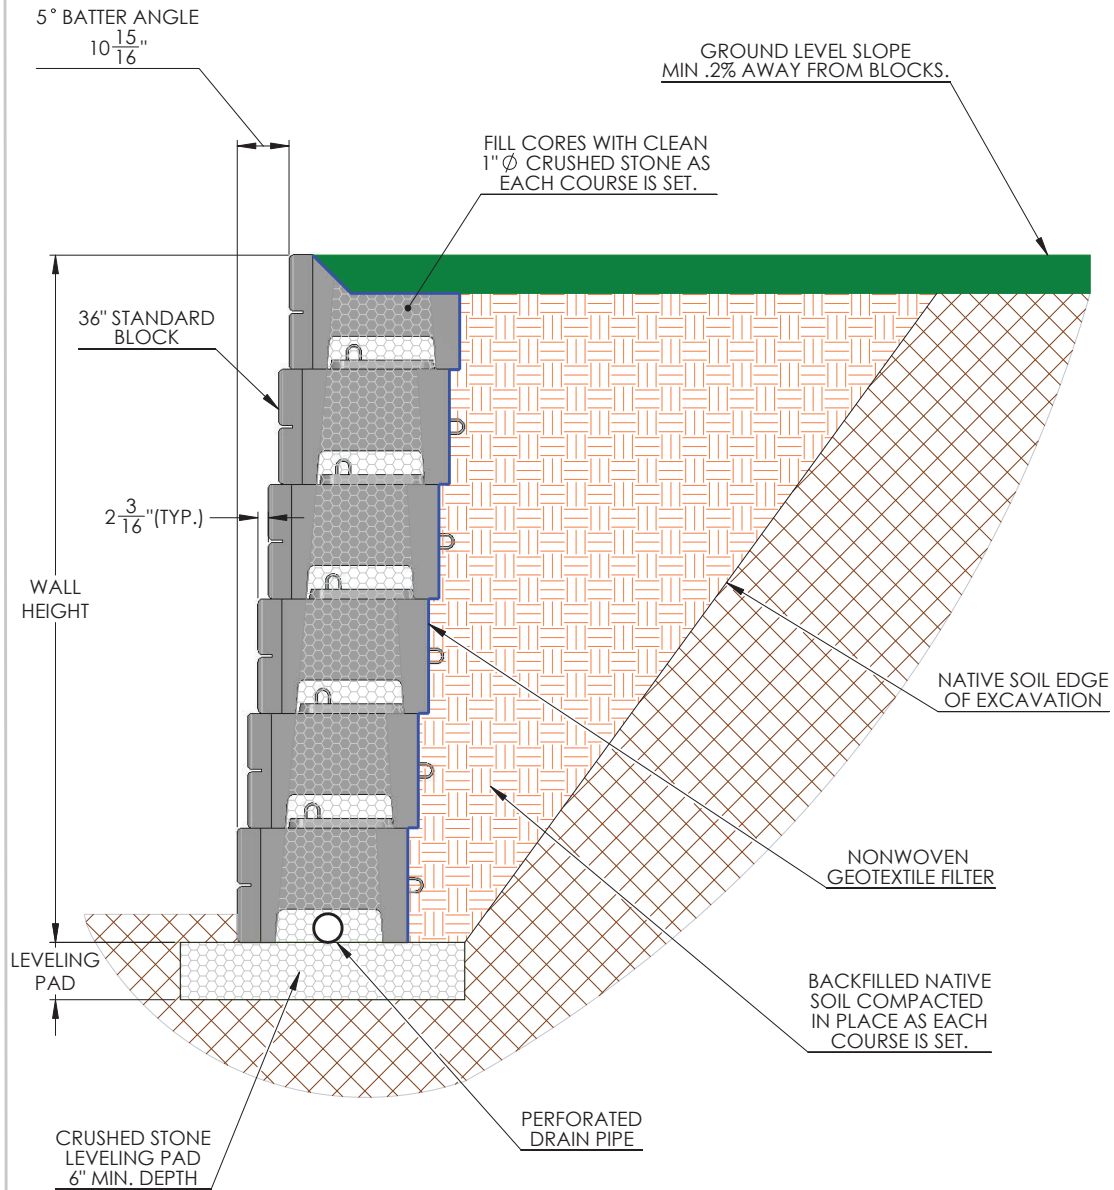 5° BATTER ANGLE
10 15/16"
GROUND LEVEL SLOPE
MIN .2% AWAY FROM BLOCKS.
FILL CORES WITH CLEAN
1" Ø CRUSHED STONE AS
EACH COURSE IS SET.
36" STANDARD
BLOCK
2 3/16" (TYP.)
WALL
HEIGHT
NATIVE SOIL EDGE
OF EXCAVATION
NONWOVEN
GEOTEXTILE FILTER
LEVELING
PAD
BACKFILLED NATIVE
SOIL COMPACTED
IN PLACE AS EACH
COURSE IS SET.
PERFORATED
DRAIN PIPE
CRUSHED STONE
LEVELING PAD
6" MIN. DEPTH